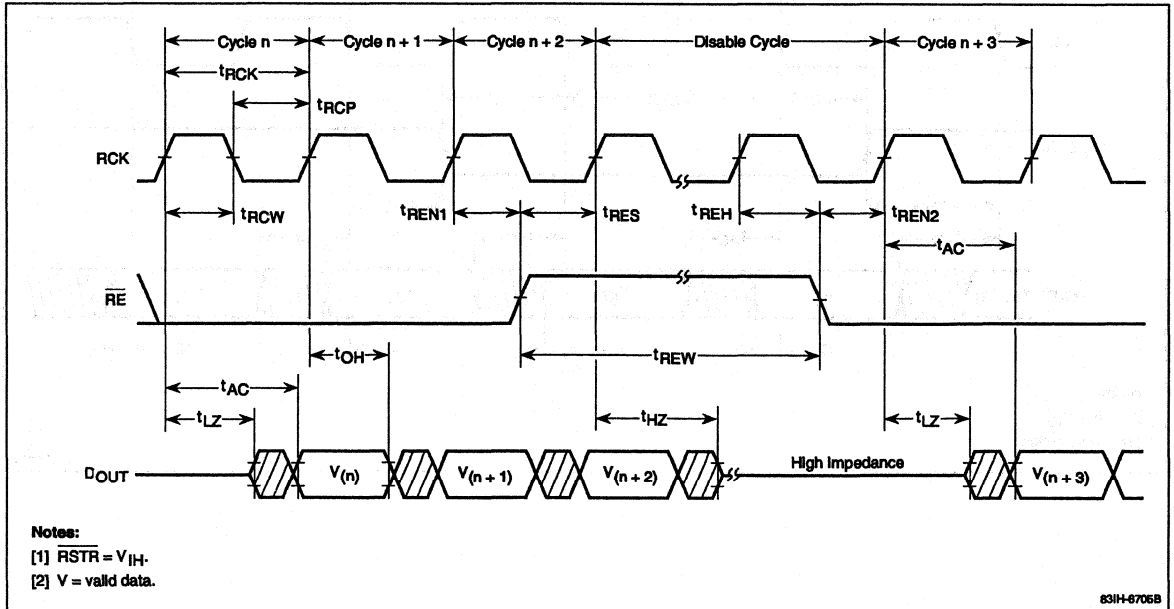 Cycle n Cycle n + 1 Cycle n + 2 Disable Cycle Cycle n + 3
tRCK
tRCP
RCK
tRCW tREN1 tRES tREH tREN2
tAC
RE
tOH tREW
tAC
tLZ tHZ tLZ
DOUT V(n) V(n + 1) V(n + 2) High Impedance V(n + 3)
Notes:
[1] RSTR = VIH.
[2] V = valid data.
83IH-6705B